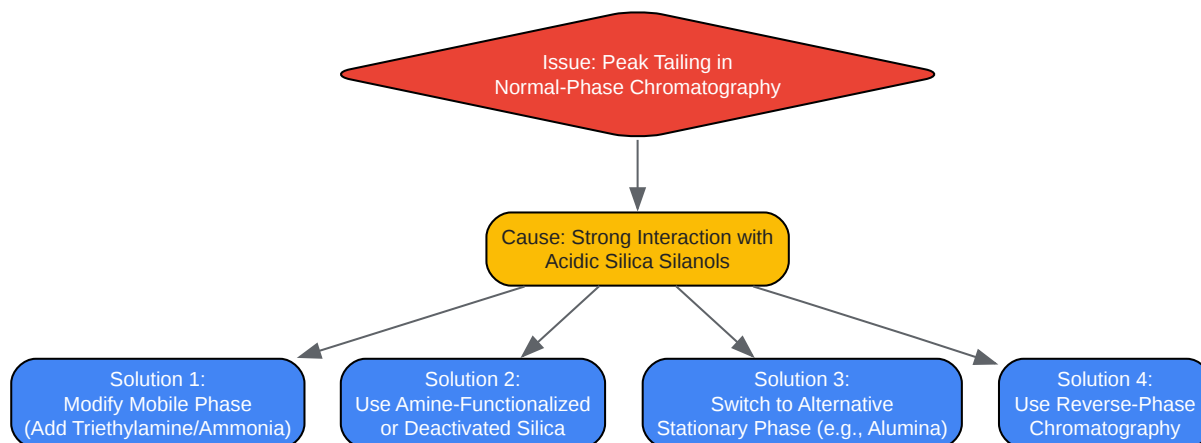 Issue: Peak Tailing in
Normal-Phase Chromatography
Cause: Strong Interaction with
Acidic Silica Silanols
Solution 1:
Modify Mobile Phase
(Add Triethylamine/Ammonia)
Solution 2:
Use Amine-Functionalized
or Deactivated Silica
Solution 3:
Switch to Alternative
Stationary Phase (e.g., Alumina)
Solution 4:
Use Reverse-Phase
Chromatography